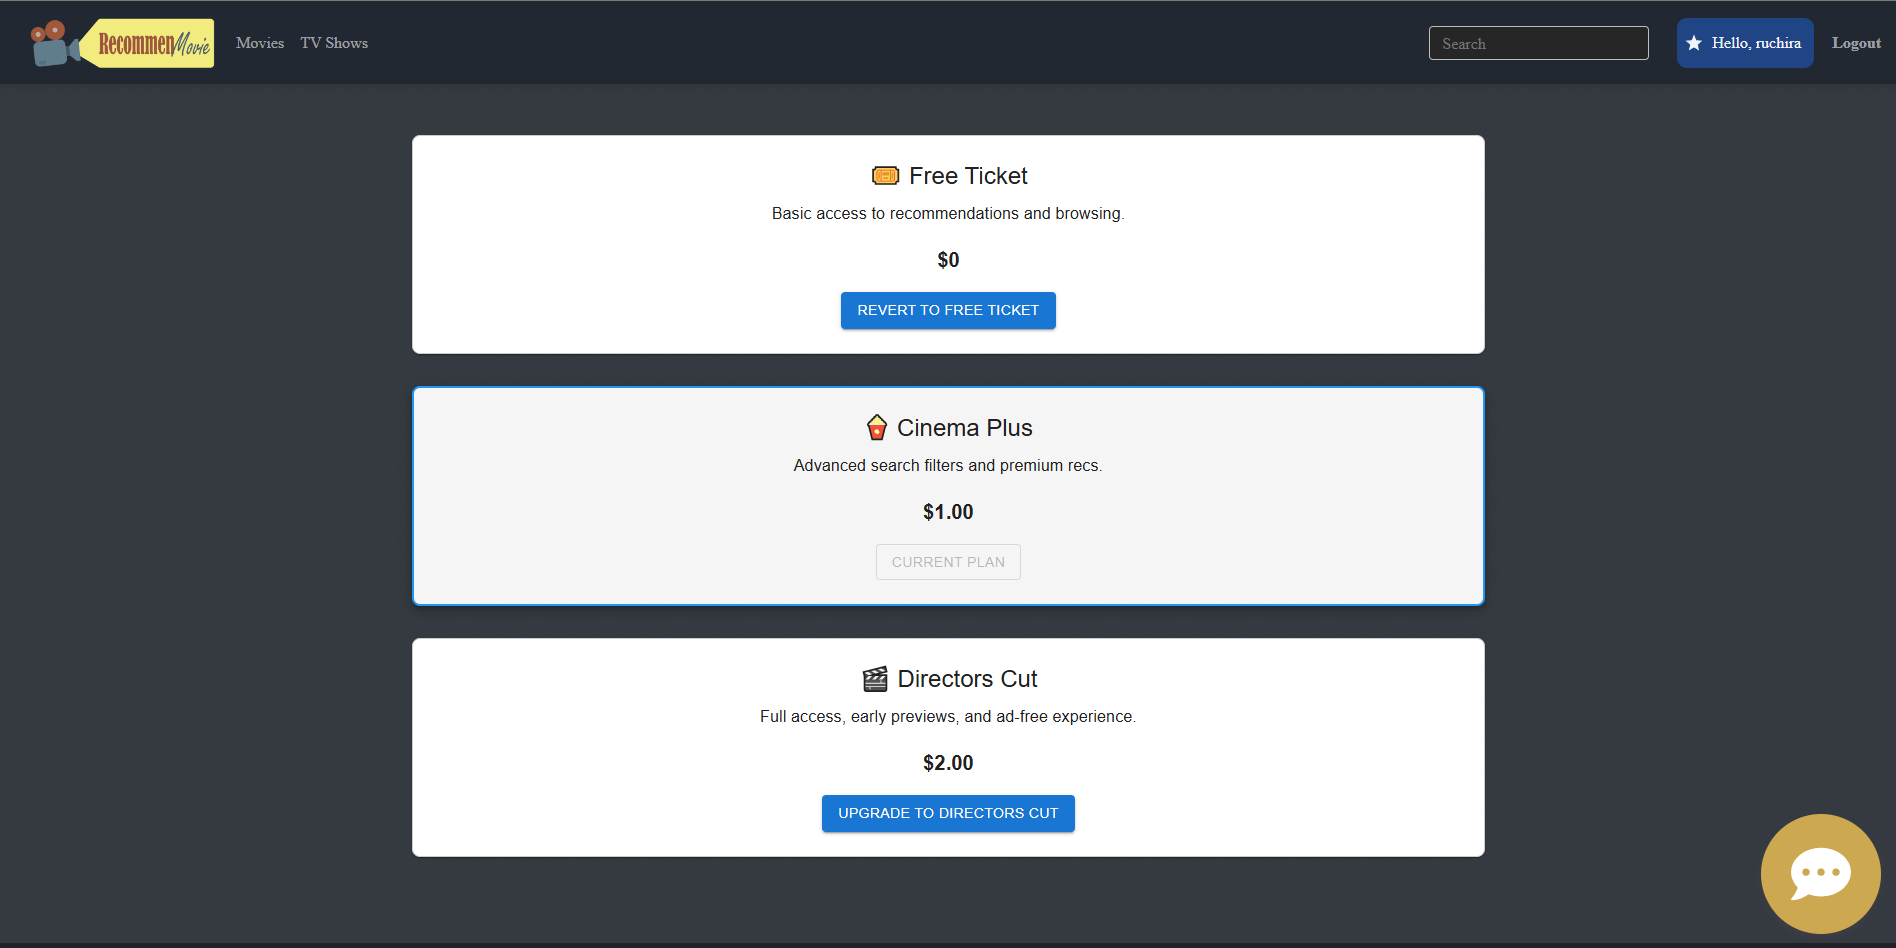 RecommenMovie
Movies
TV Shows
Search
Hello, ruchira
Logout
Free Ticket
Basic access to recommendations and browsing.
$0
REVERT TO FREE TICKET
Cinema Plus
Advanced search filters and premium recs.
$1.00
CURRENT PLAN
Directors Cut
Full access, early previews, and ad-free experience.
$2.00
UPGRADE TO DIRECTORS CUT